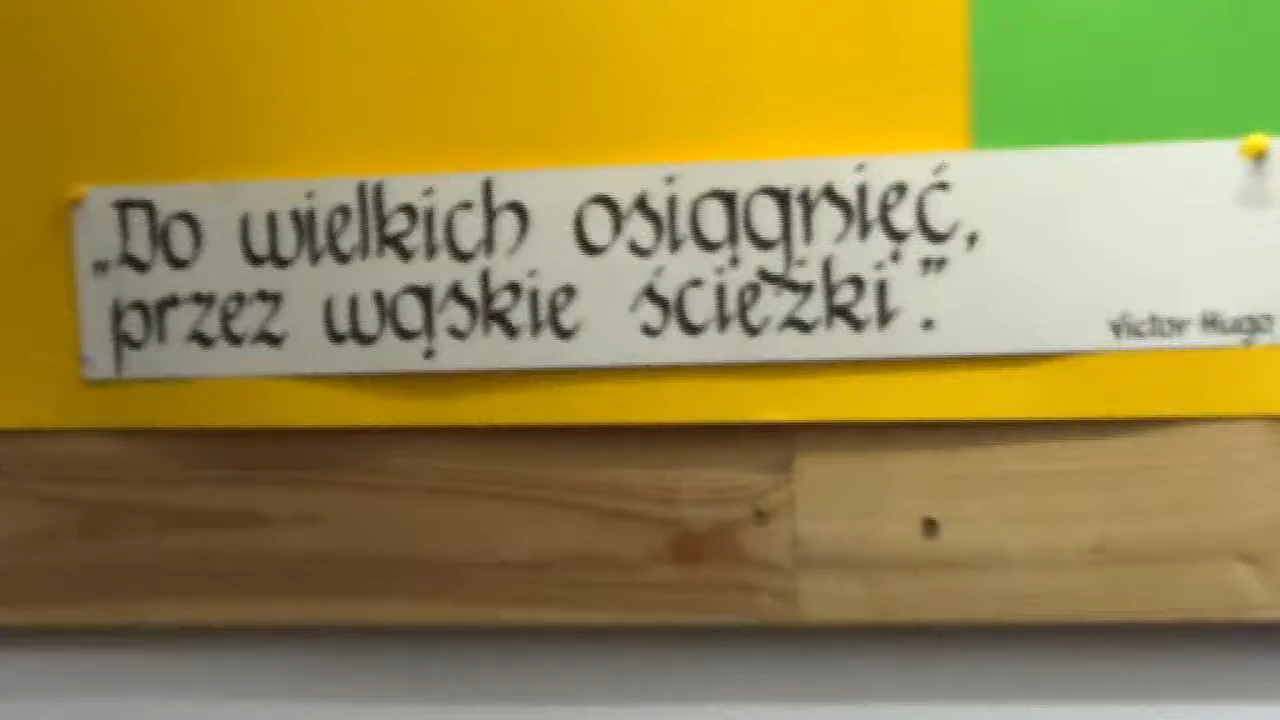 „Do wielkich osiągnięć,
przez wąskie ścieżki”.
Victor Hugo